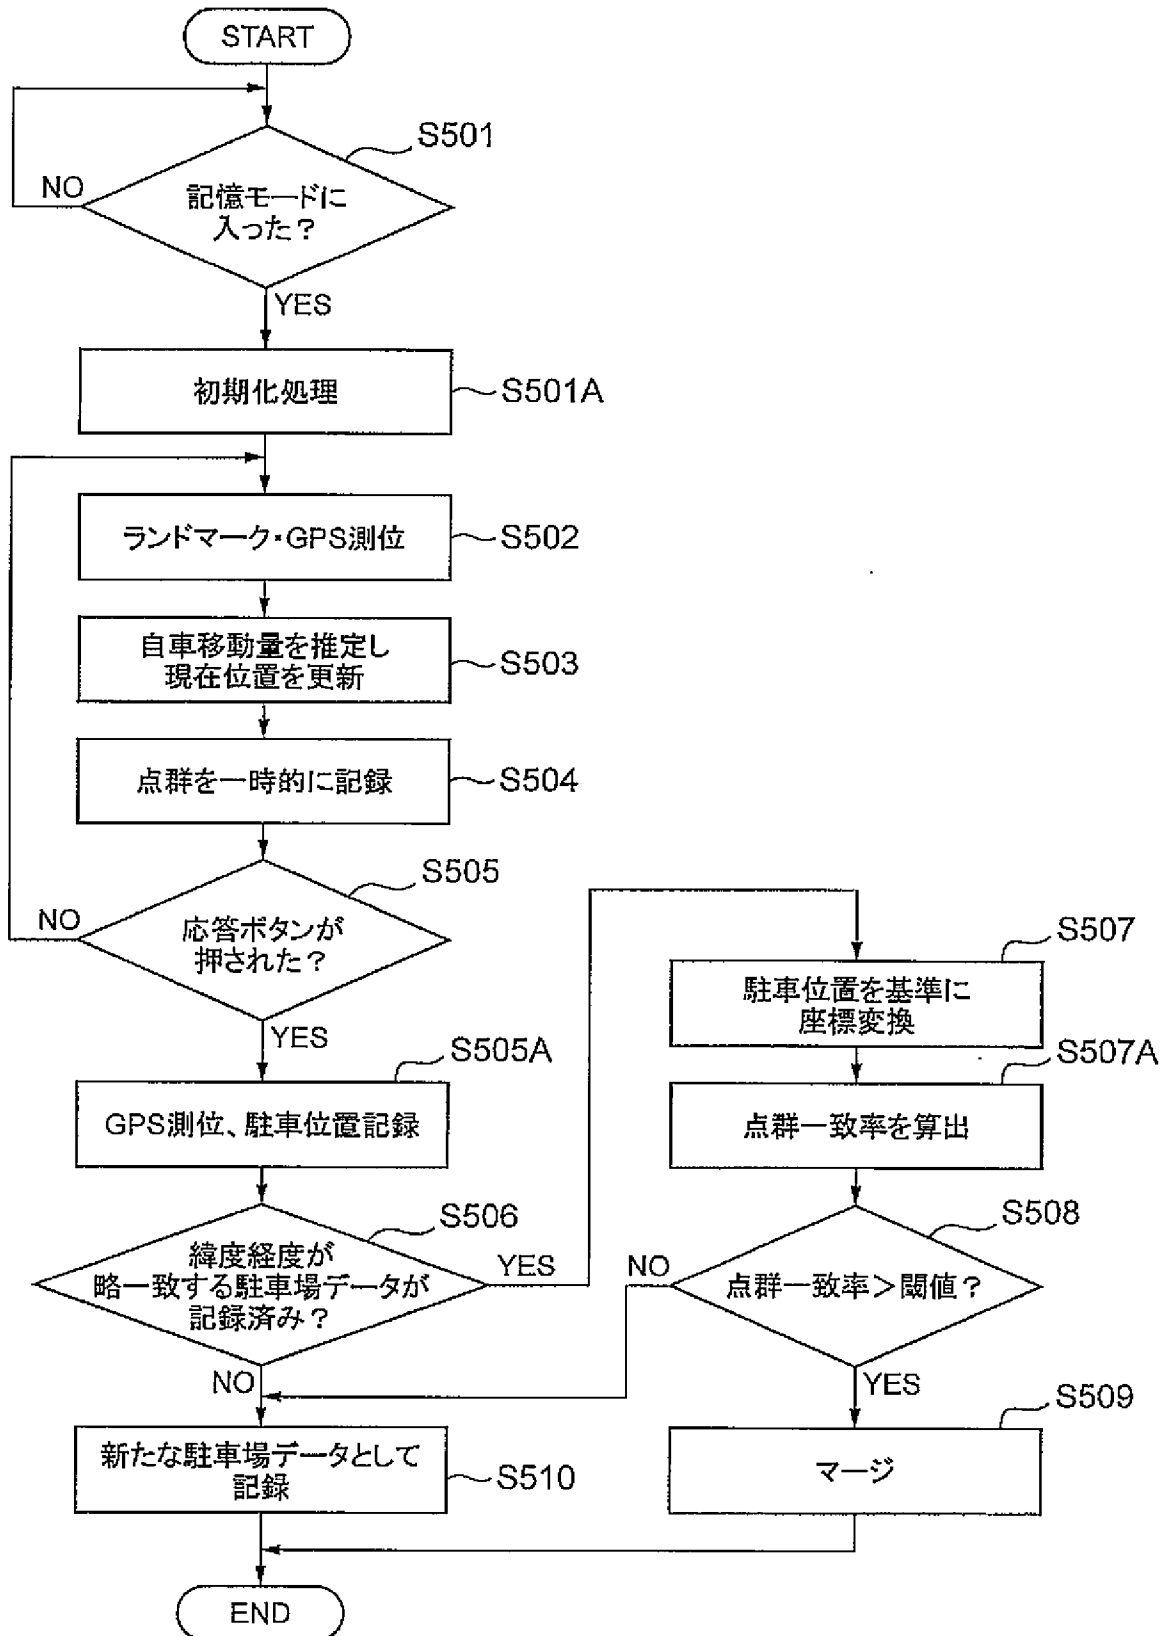 START
S501
NO
記憶モードに
入った？
YES
初期化処理
S501A
ランドマーク・GPS測位
S502
自車移動量を推定し
現在位置を更新
S503
点群を一時的に記録
S504
S505
NO
応答ボタンが
押された？
YES
S505A
GPS測位、駐車位置記録
S506
緯度経度が
略一致する駐車場データが
記録済み？
YES
NO
S507
駐車位置を基準に
座標変換
S507A
点群一致率を算出
S508
NO
点群一致率＞閾値？
YES
S509
マージ
新たな駐車場データとして
記録
S510
END